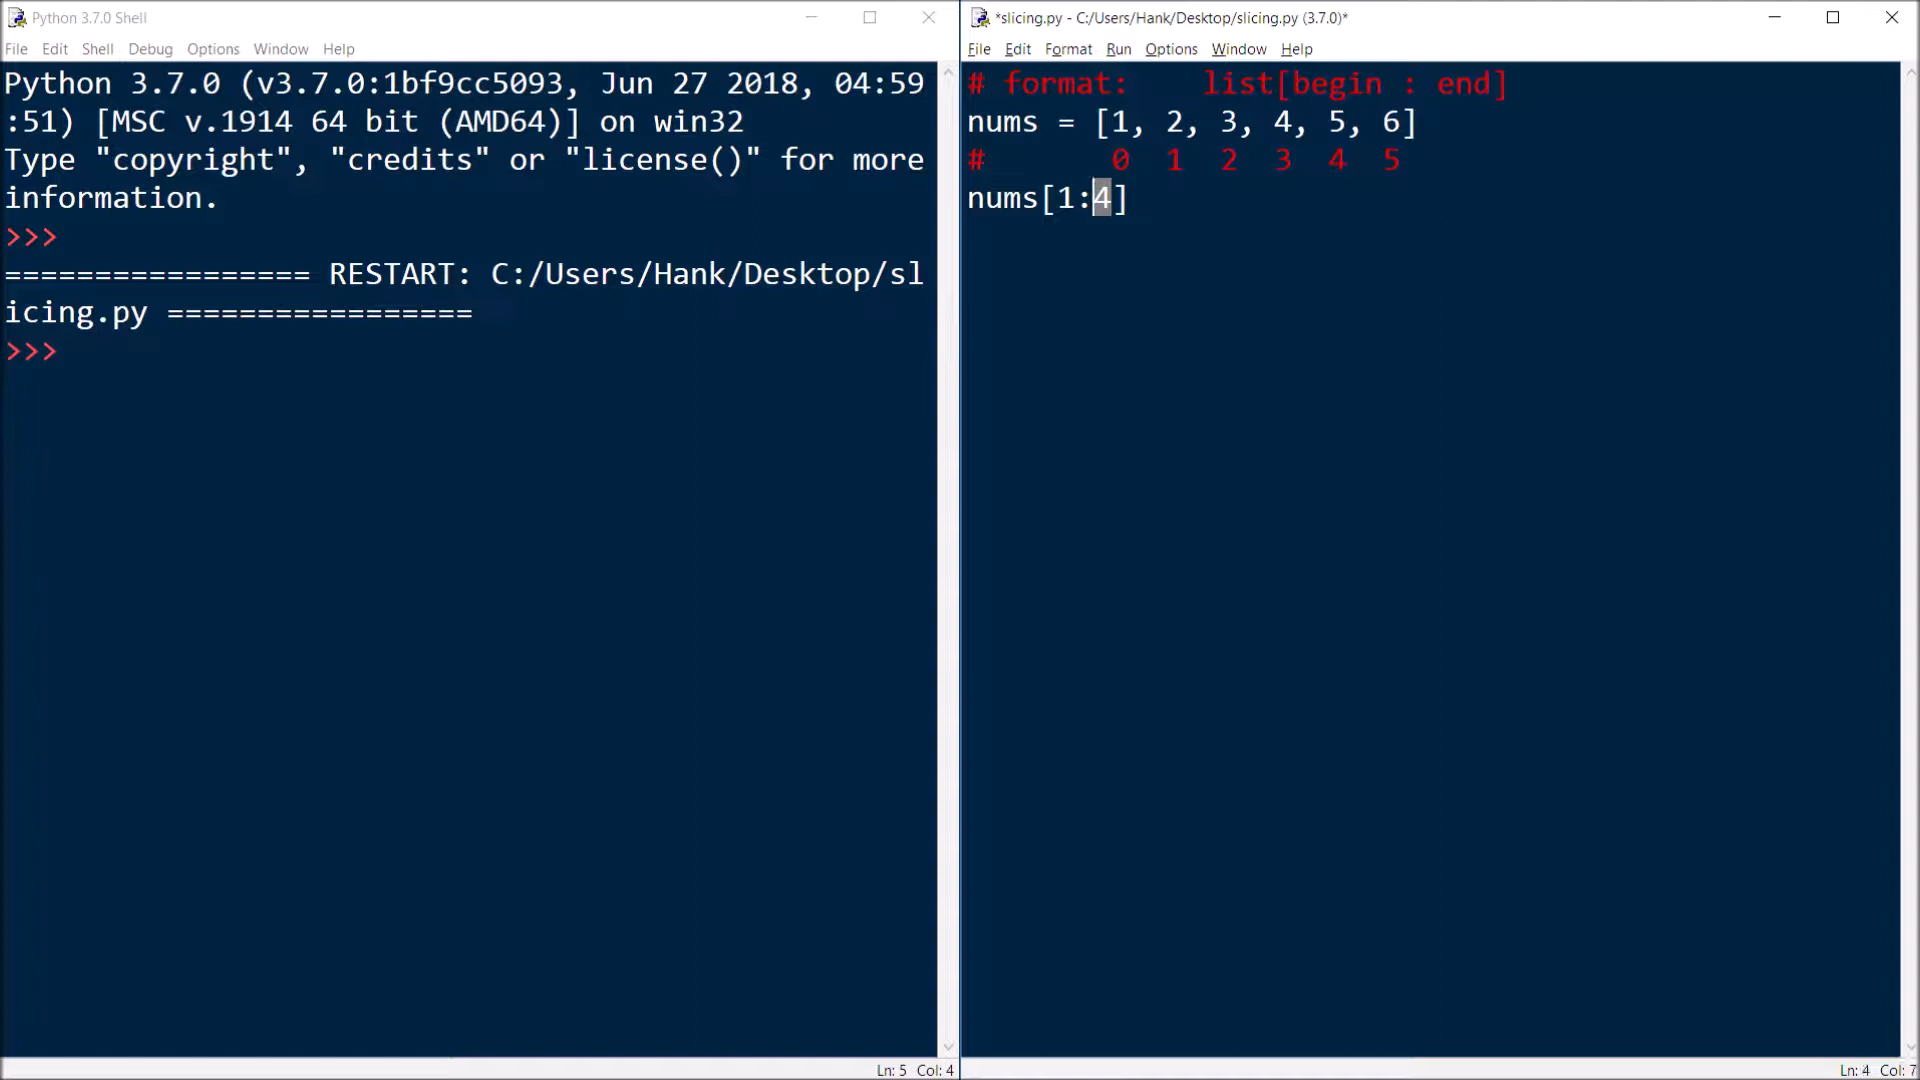 Python 3.7.0 Shell
File Edit Shell Debug Options Window Help
Python 3.7.0 (v3.7.0:1bf9cc5093, Jun 27 2018, 04:59
:51) [MSC v.1914 64 bit (AMD64)] on win32
Type "copyright", "credits" or "license()" for more
information.
>>>
================= RESTART: C:/Users/Hank/Desktop/sl
icing.py =================
>>>
Ln: 5 Col: 4
*slicing.py - C:/Users/Hank/Desktop/slicing.py (3.7.0)*
File Edit Format Run Options Window Help
# format:    list[begin : end]
nums = [1, 2, 3, 4, 5, 6]
#       0  1  2  3  4  5
nums[1:4]
Ln: 4 Col: 7